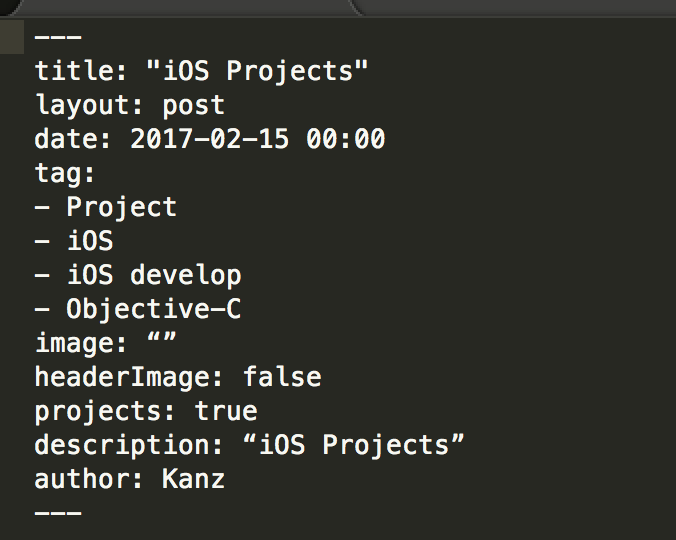 ---
title: "iOS Projects"
layout: post
date: 2017-02-15 00:00
tag:
- Project
- iOS
- iOS develop
- Objective-C
image: “”
headerImage: false
projects: true
description: “iOS Projects”
author: Kanz
---